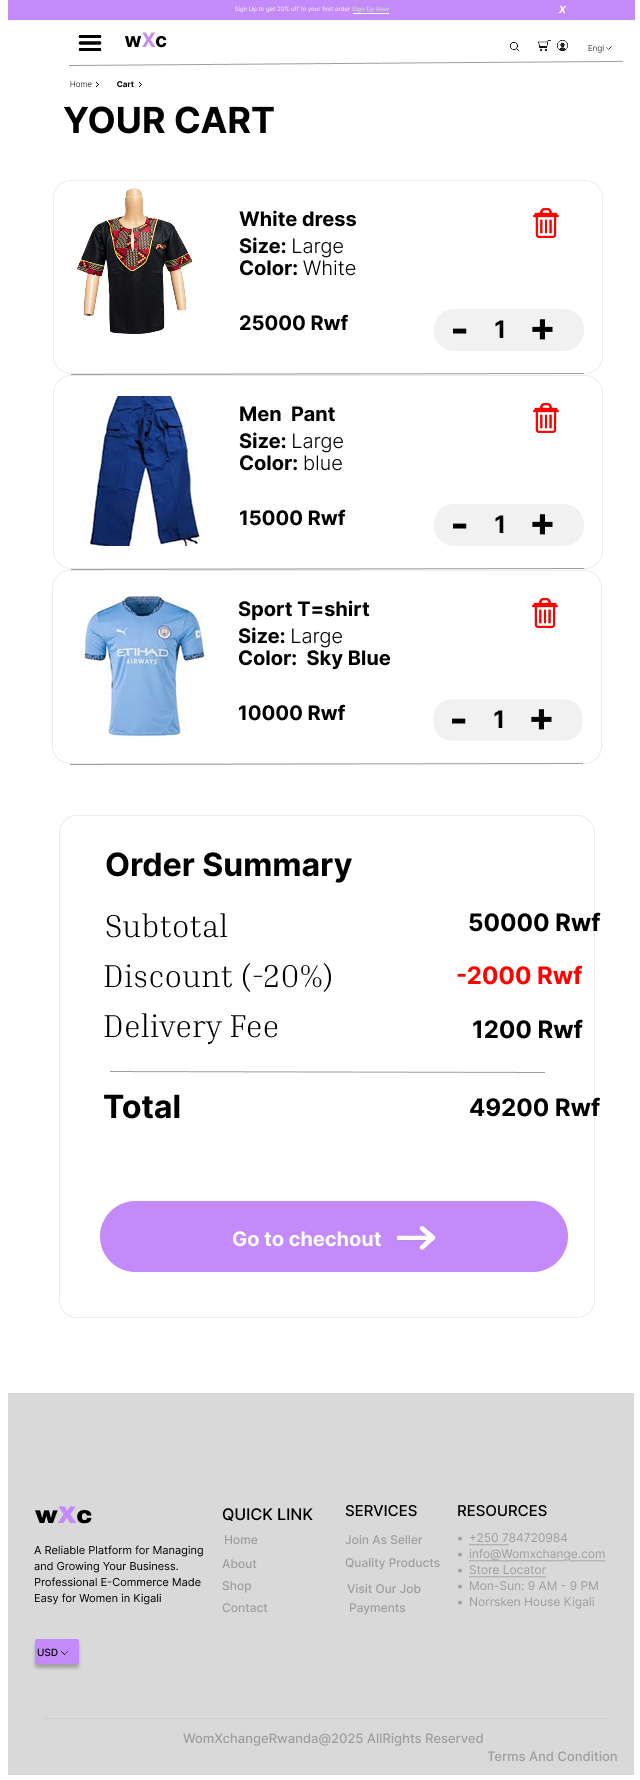 Sign Up to get 20% off to your first order Sign Up Now
X
wXc
Engl
Home
Cart
YOUR CART
White dress
Size: Large
Color: White
25000 Rwf
- 1 +
Men Pant
Size: Large
Color: blue
15000 Rwf
- 1 +
ETIHAD
AIRWAYS
Sport T=shirt
Size: Large
Color: Sky Blue
10000 Rwf
- 1 +
Order Summary
Subtotal 50000 Rwf
Discount (-20%) -2000 Rwf
Delivery Fee 1200 Rwf
Total 49200 Rwf
Go to chechout
wXc
A Reliable Platform for Managing
and Growing Your Business.
Professional E-Commerce Made
Easy for Women in Kigali
USD
QUICK LINK
Home
About
Shop
Contact
SERVICES
Join As Seller
Quality Products
Visit Our Job
Payments
RESOURCES
• +250 784720984
• info@Womxchange.com
• Store Locator
• Mon-Sun: 9 AM - 9 PM
• Norrsken House Kigali
WomXchangeRwanda@2025 AllRights Reserved
Terms And Condition